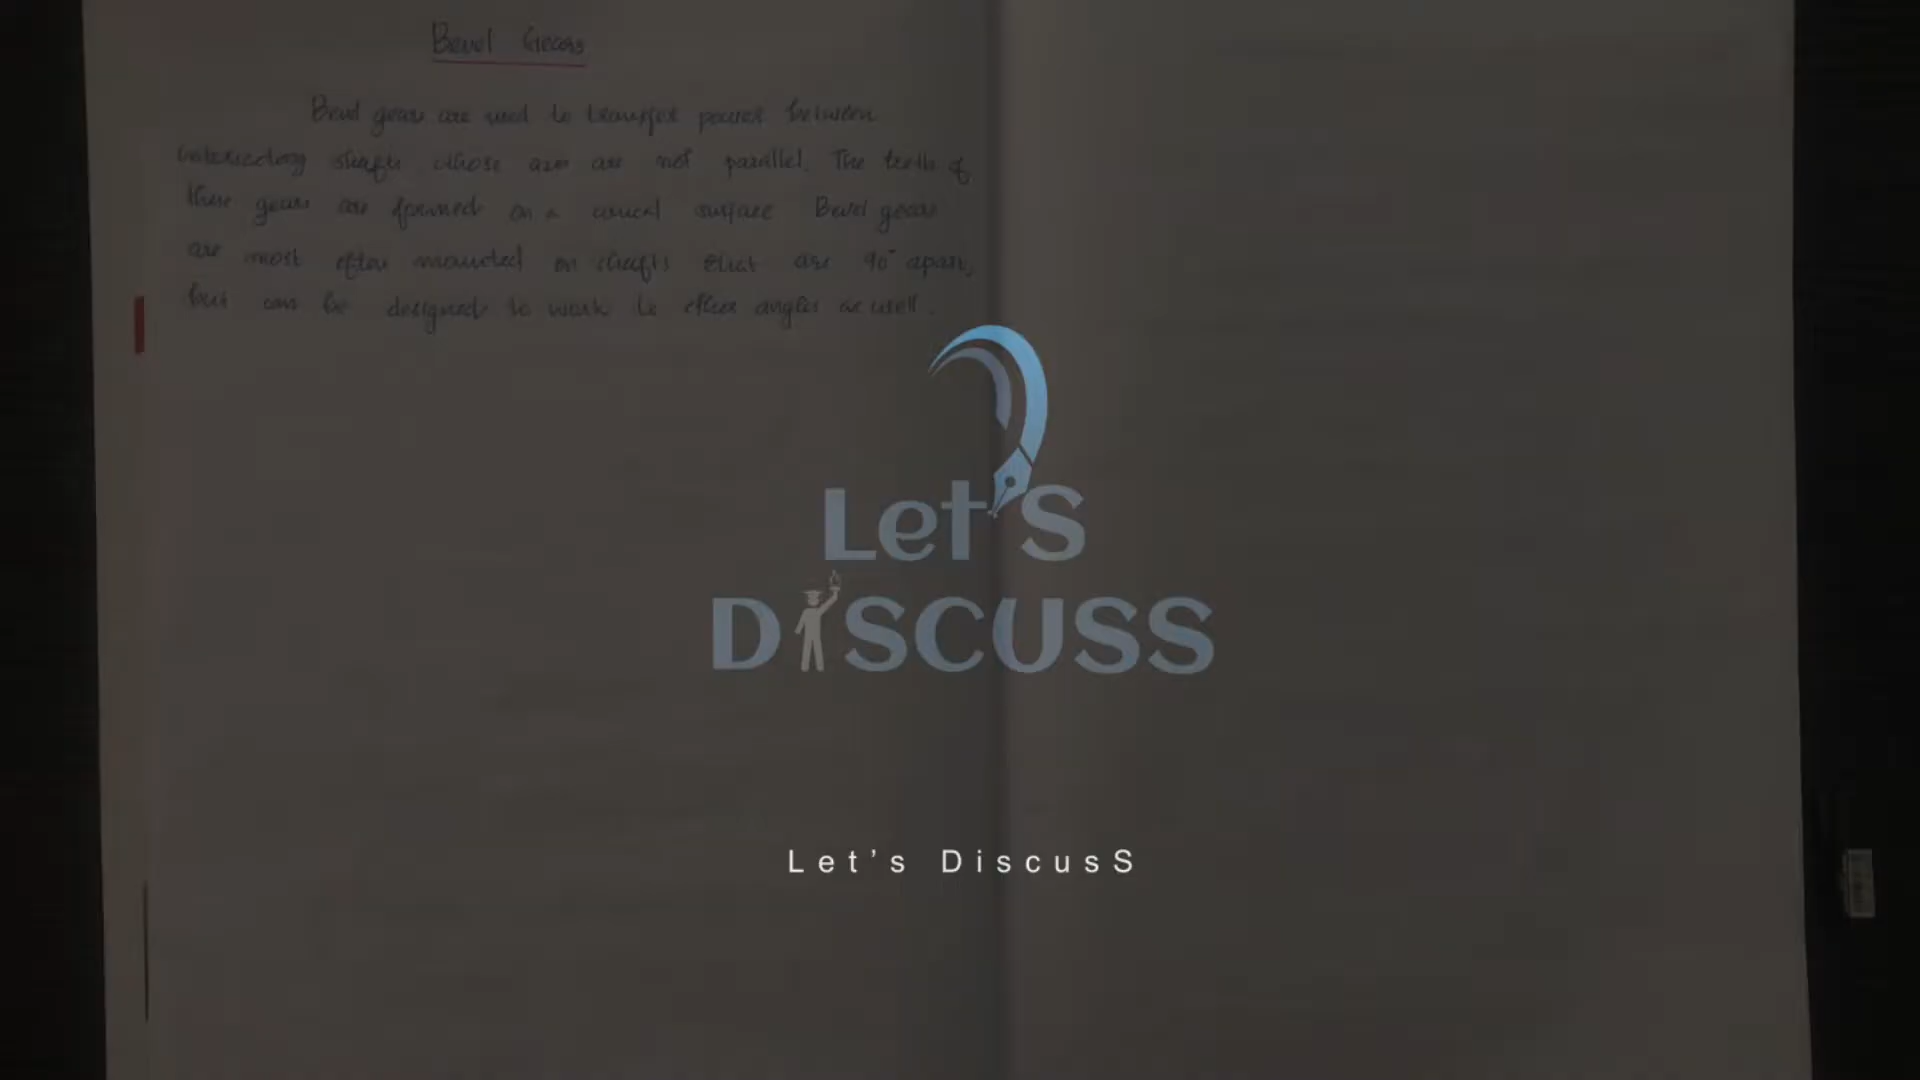 Bevel Gears
Bevel gears are used to transfer power between
intersecting shafts whose axes are not parallel. The teeth of
these gears are formed on a conical surface Bevel gears
are most often mounted on shafts that are 90° apart,
but can be designed to work to other angles as well.
Let'S
DiSCUSS
Let's DiscusS